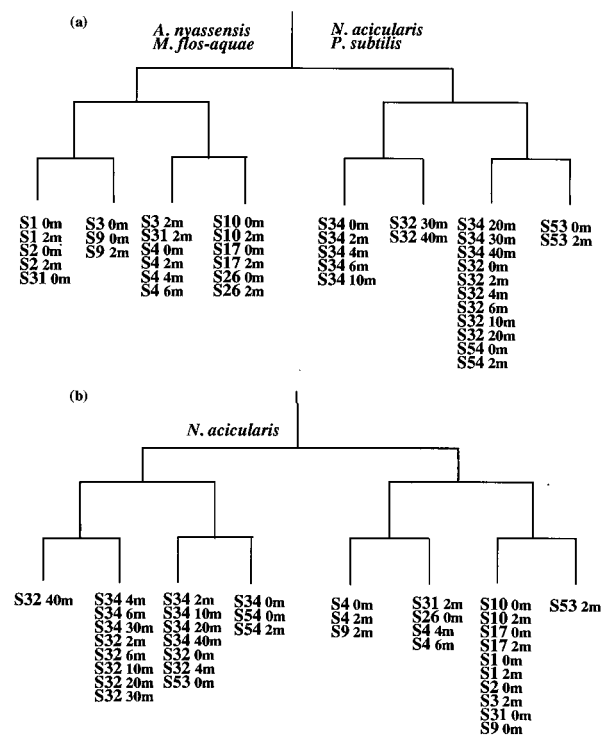 (a)
A. nyassensis N. acicularis
M. flos-aquae P. subtilis
S1 0m
S1 2m
S2 0m
S2 2m
S31 0m
S3 0m
S9 0m
S9 2m
S3 2m
S31 2m
S4 0m
S4 2m
S4 4m
S4 6m
S10 0m
S10 2m
S17 0m
S17 2m
S26 0m
S26 2m
S34 0m
S34 2m
S34 4m
S34 6m
S34 10m
S32 30m
S32 40m
S34 20m
S34 30m
S34 40m
S32 0m
S32 2m
S32 4m
S32 6m
S32 10m
S32 20m
S54 0m
S54 2m
S53 0m
S53 2m
(b)
N. acicularis
S32 40m
S34 4m
S34 6m
S34 30m
S32 2m
S32 6m
S32 10m
S32 20m
S32 30m
S34 2m
S34 10m
S34 20m
S34 40m
S32 0m
S32 4m
S53 0m
S34 0m
S54 0m
S54 2m
S4 0m
S4 2m
S9 2m
S31 2m
S26 0m
S4 4m
S4 6m
S10 0m
S10 2m
S17 0m
S17 2m
S1 0m
S1 2m
S2 0m
S3 2m
S31 0m
S9 0m
S53 2m